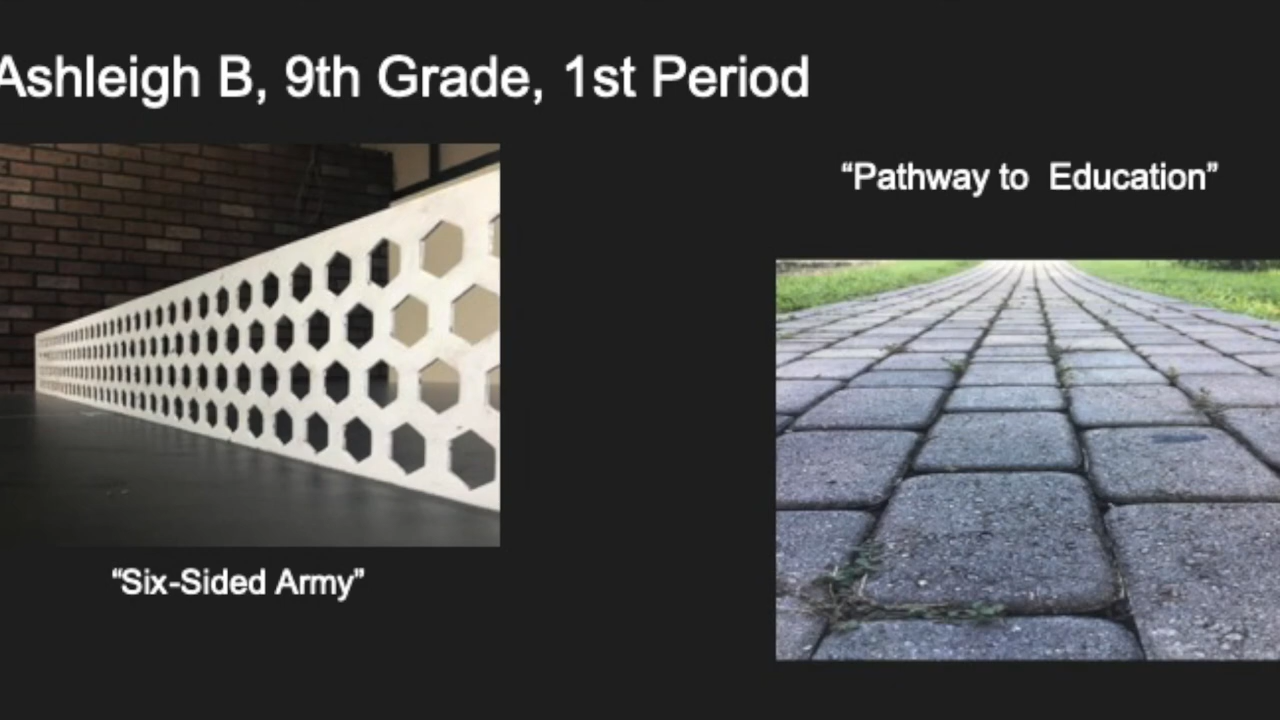 Ashleigh B, 9th Grade, 1st Period
“Pathway to  Education”
“Six-Sided Army”